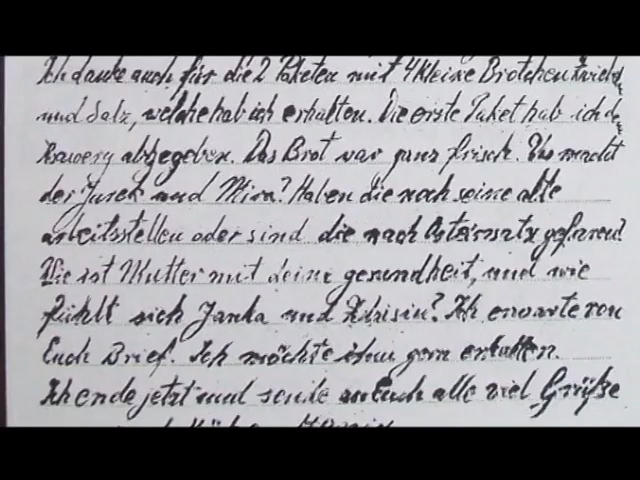 Ich danke auch für die 2 Paketen mit 4 kleine Brötchen
und Salz, welche hab ich erhalten. Die erste Paket hab ich
abgegeben. Das Brot war ganz frisch. Was macht
der Jurek und Mira? Haben die noch seine alte
arbeitsstellen oder sind die nach gefaren?
Wie ist Mutter mit deine gesundheit, und wie
fühlt sich Janka und Ich erwarte von
Euch Brief. Ich möchte ihm gern erhalten.
Ich ende jetzt und sende an Euch alle viel Grüße